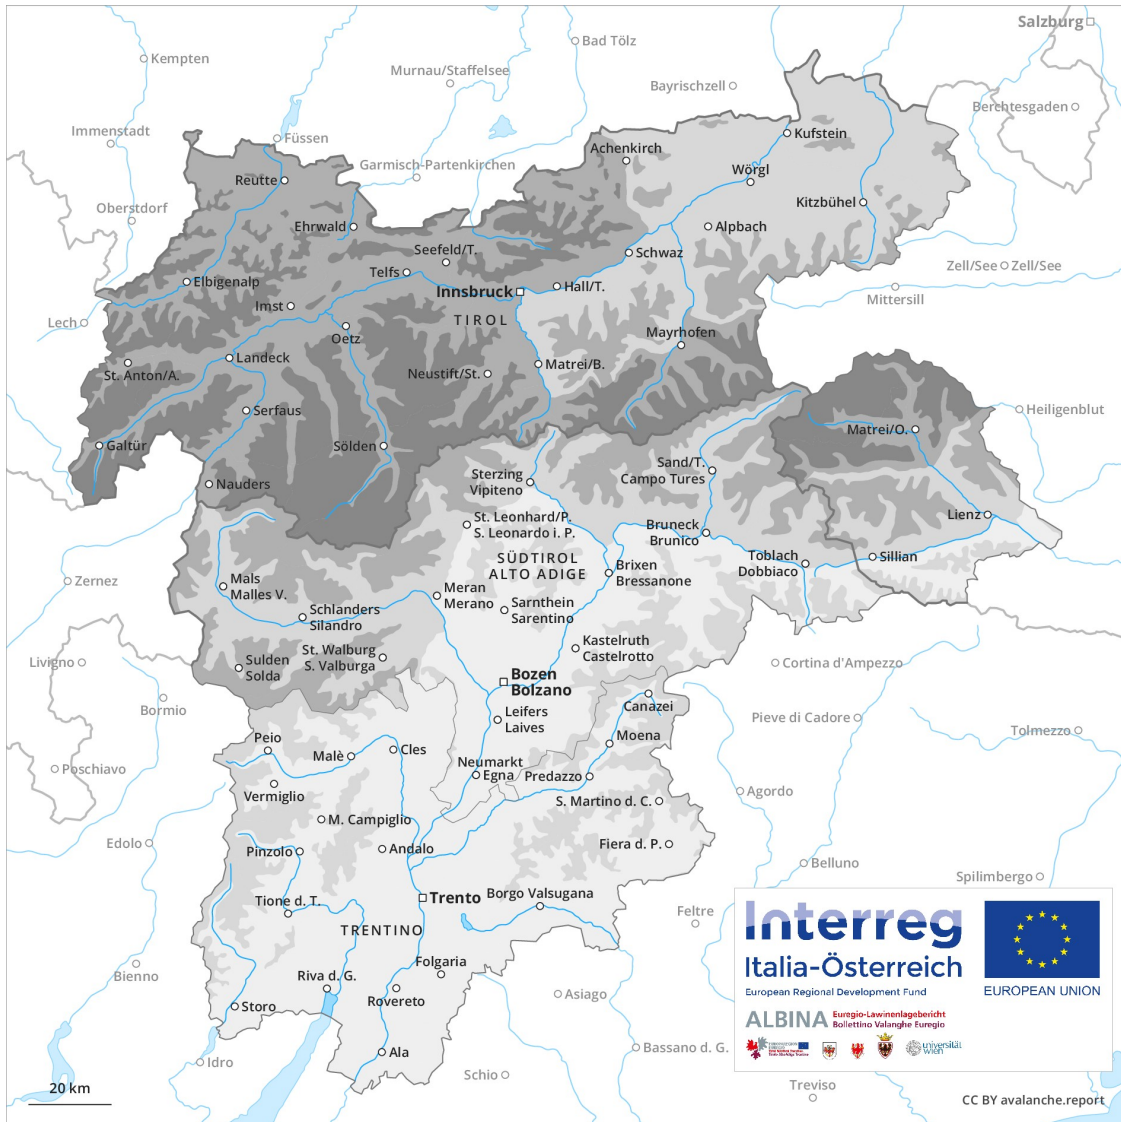 Salzburg
Bad Tölz
Kempten
Murnau/Staffelsee
Bayrischzell
Berchtesgaden
Immenstadt
Füssen
Kufstein
Achenkirch
Garmisch-Partenkirchen
Wörgl
Reutte
Kitzbühel
Oberstdorf
Ehrwald
Alpbach
Seefeld/T.
Schwaz
Telfs
Zell/See
Zell/See
Elbigenalp
Innsbruck
Hall/T.
Mittersill
Imst
TIROL
Lech
Oetz
Mayrhofen
Landeck
St. Anton/A.
Neustift/St.
Matrei/B.
Serfaus
Heiligenblut
Matrei/O.
Galtür
Sölden
Sterzing
Vipiteno
Sand/T.
Campo Tures
Nauders
St. Leonhard/P.
S. Leonardo i. P.
Lienz
Bruneck
Brunico
SÜDTIROL
ALTO ADIGE
Toblach
Dobbiaco
Sillian
Brixen
Bressanone
Zernez
Mals
Malles V.
Meran
Merano
Sarnthein
Sarentino
Schlanders
Silandro
Kastelruth
Castelrotto
St. Walburg
S. Valburga
Livigno
Sulden
Solda
Cortina d'Ampezzo
Bozen
Bolzano
Bormio
Canazei
Leifers
Laives
Pieve di Cadore
Tolmezzo
Peio
Moena
Malè
Cles
Neumarkt
Egna
Predazzo
Poschiavo
Vermiglio
Agordo
S. Martino d. C.
M. Campiglio
Edolo
Pinzolo
Andalo
Fiera d. P.
Belluno
Spilimbergo
Tione d. T.
Trento
Borgo Valsugana
Feltre
TRENTINO
Interreg
Italia-Österreich
European Regional Development Fund
EUROPEAN UNION
Bienno
Folgaria
Riva d. G.
Rovereto
Asiago
Storo
ALBINA
Euregio-Lawinenlagebericht
Bollettino Valanghe Euregio
universität
wien
Ala
Idro
Bassano d. G.
Schio
Treviso
20 km
CC BY avalanche.report